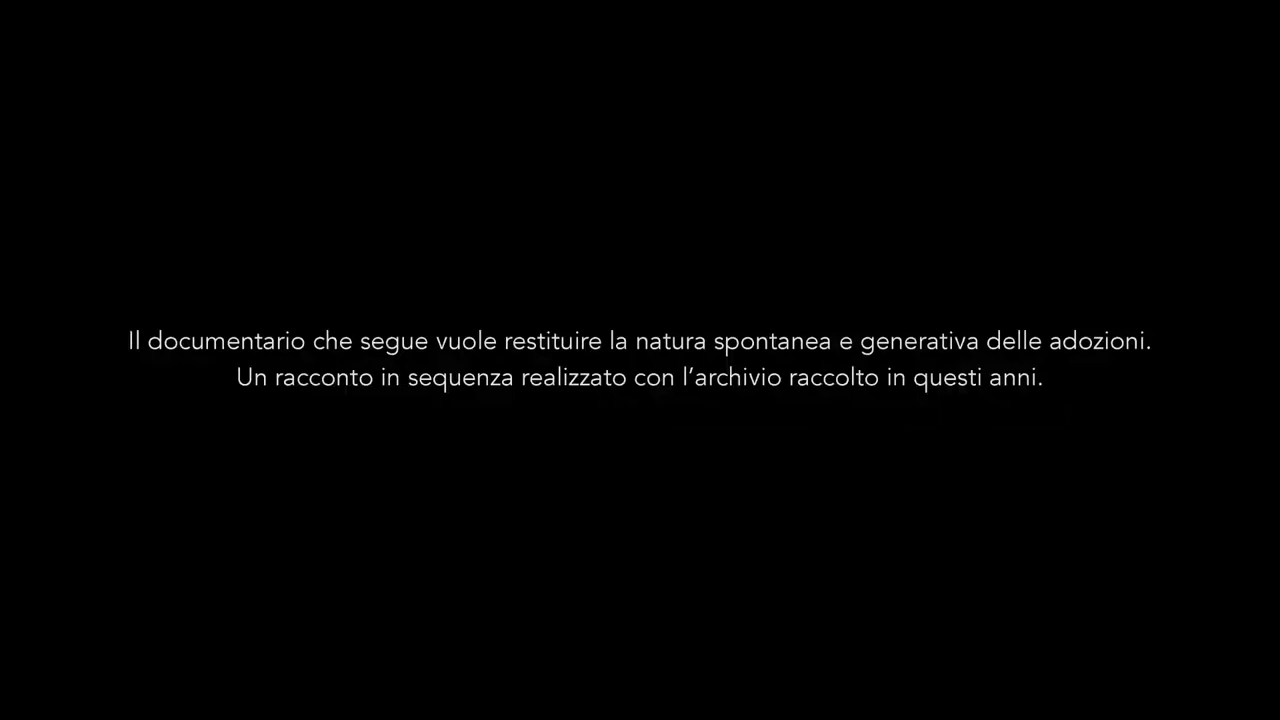 Il documentario che segue vuole restituire la natura spontanea e generativa delle adozioni.
Un racconto in sequenza realizzato con l’archivio raccolto in questi anni.